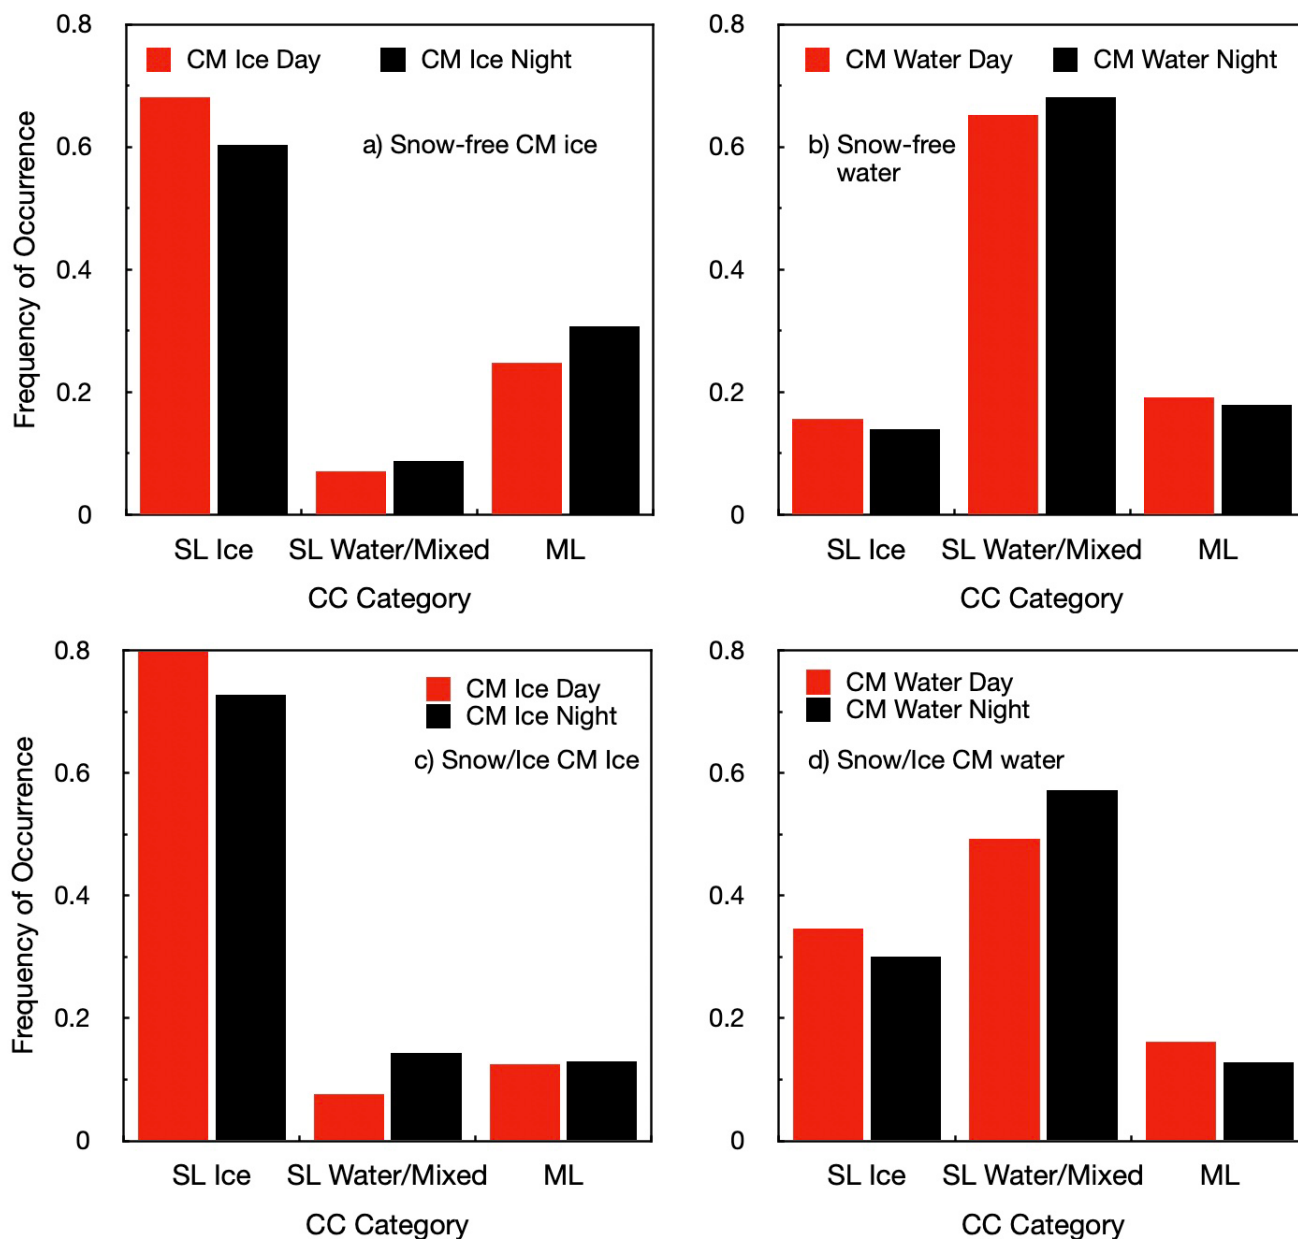 0.8
CM Ice Day
CM Ice Night
0.6
a) Snow-free CM ice
0.4
0.2
0
Frequency of Occurrence
SL Ice
SL Water/Mixed
ML
CC Category
0.8
CM Water Day
CM Water Night
0.6
b) Snow-free
water
0.4
0.2
0
SL Ice
SL Water/Mixed
ML
CC Category
0.8
CM Ice Day
CM Ice Night
c) Snow/Ice CM Ice
0.6
0.4
0.2
0
Frequency of Occurrence
SL Ice
SL Water/Mixed
ML
CC Category
0.8
CM Water Day
CM Water Night
d) Snow/Ice CM water
0.6
0.4
0.2
0
SL Ice
SL Water/Mixed
ML
CC Category